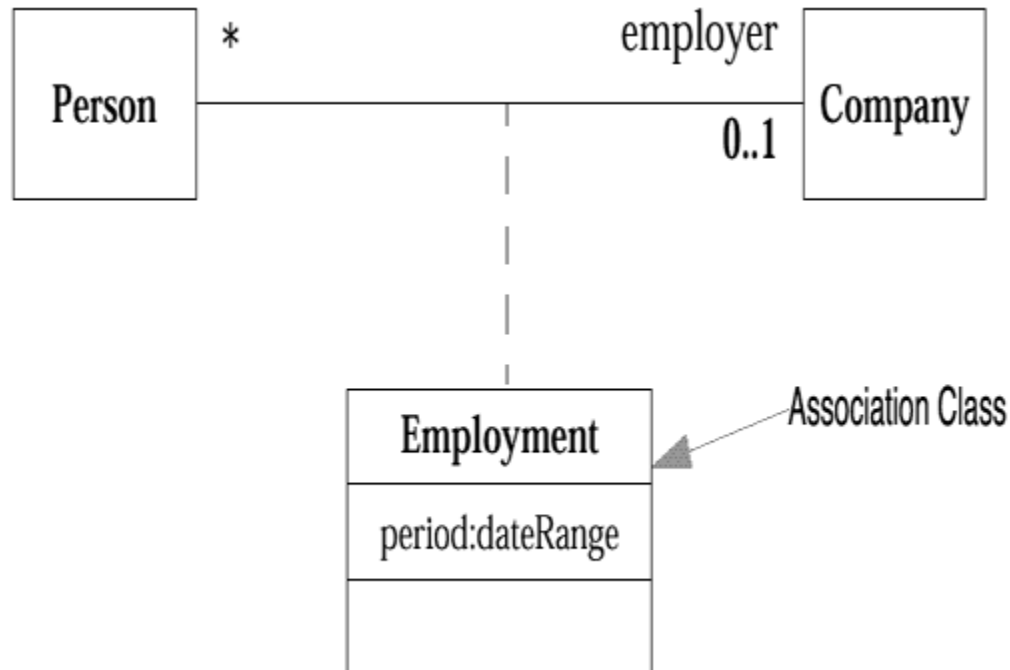 *
employer
Person
Company
0..1
Association Class
Employment
period:dateRange